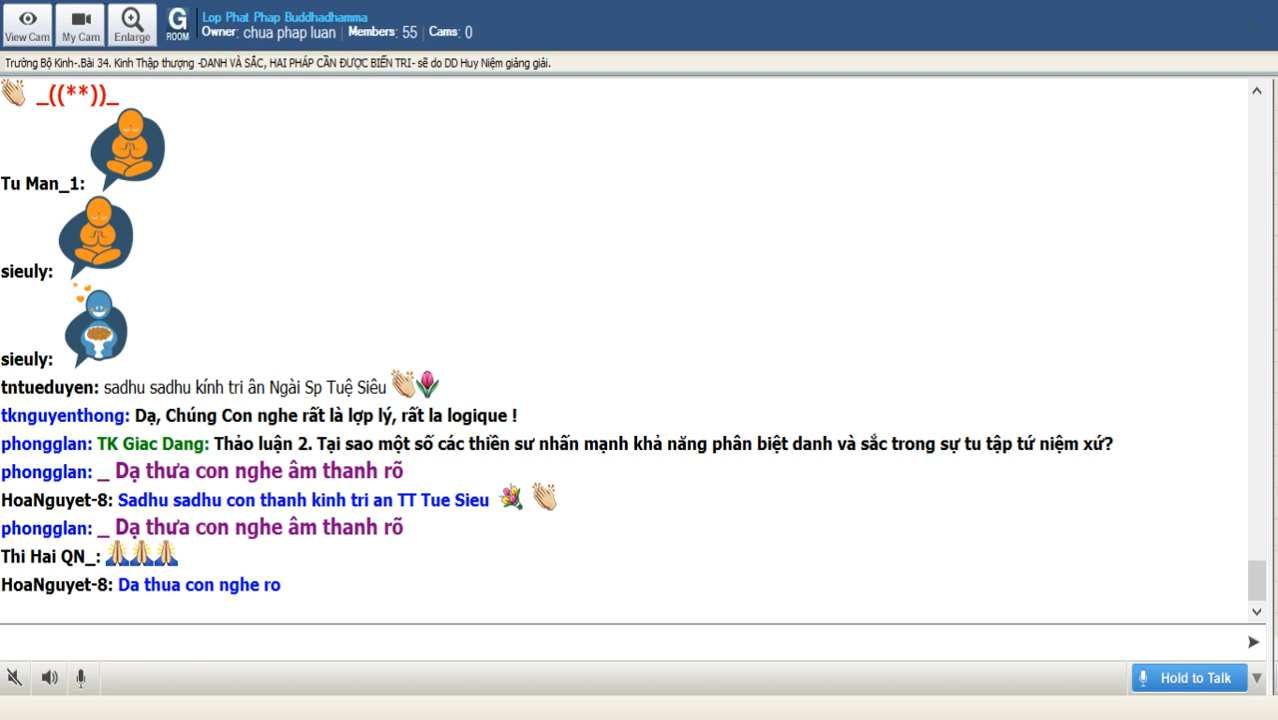 Lop Phat Phap Buddhadhamma
View Cam My Cam Enlarge G ROOM Owner: chua phap luan | Members: 55 | Cams: 0
Trường Bộ Kinh-.Bài 34. Kinh Thập thượng -DANH VÀ SẮC, HAI PHÁP CẦN ĐƯỢC BIẾN TRI- sẽ do DD Huy Niệm giảng giải.
_((**))_
Tu Man_1:
sieuly:
sieuly:
tntueduyen: sadhu sadhu kính tri ân Ngài Sp Tuệ Siêu
tknguyenthong: Dạ, Chúng Con nghe rất là lợp lý, rất la logique !
phongglan: TK Giac Dang: Thảo luận 2. Tại sao một số các thiền sư nhấn mạnh khả năng phân biệt danh và sắc trong sự tu tập tứ niệm xứ?
phongglan: _ Dạ thưa con nghe âm thanh rõ
HoaNguyet-8: Sadhu sadhu con thanh kinh tri an TT Tue Sieu
phongglan: _ Dạ thưa con nghe âm thanh rõ
Thi Hai QN_:
HoaNguyet-8: Da thua con nghe ro
Hold to Talk